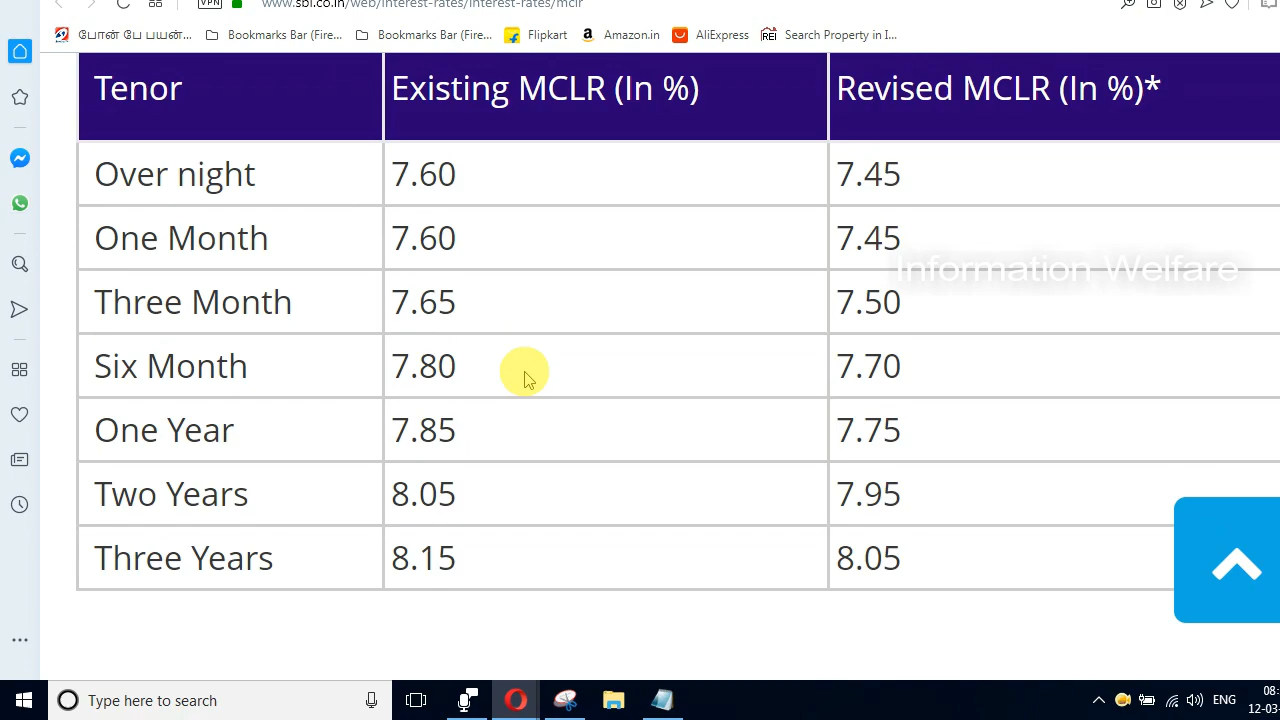 VPN
www.sbi.co.in/web/interest-rates/interest-rates/mclr
Bookmarks Bar (Fire...
Bookmarks Bar (Fire...
Flipkart
Amazon.in
AliExpress
REI
Search Property in I...
Tenor Existing MCLR (In %) Revised MCLR (In %)*
Over night 7.60 7.45
One Month 7.60 7.45
Information Welfare
Three Month 7.65 7.50
Six Month 7.80 7.70
One Year 7.85 7.75
Two Years 8.05 7.95
Three Years 8.15 8.05
Type here to search
ENG
08:
12-03-